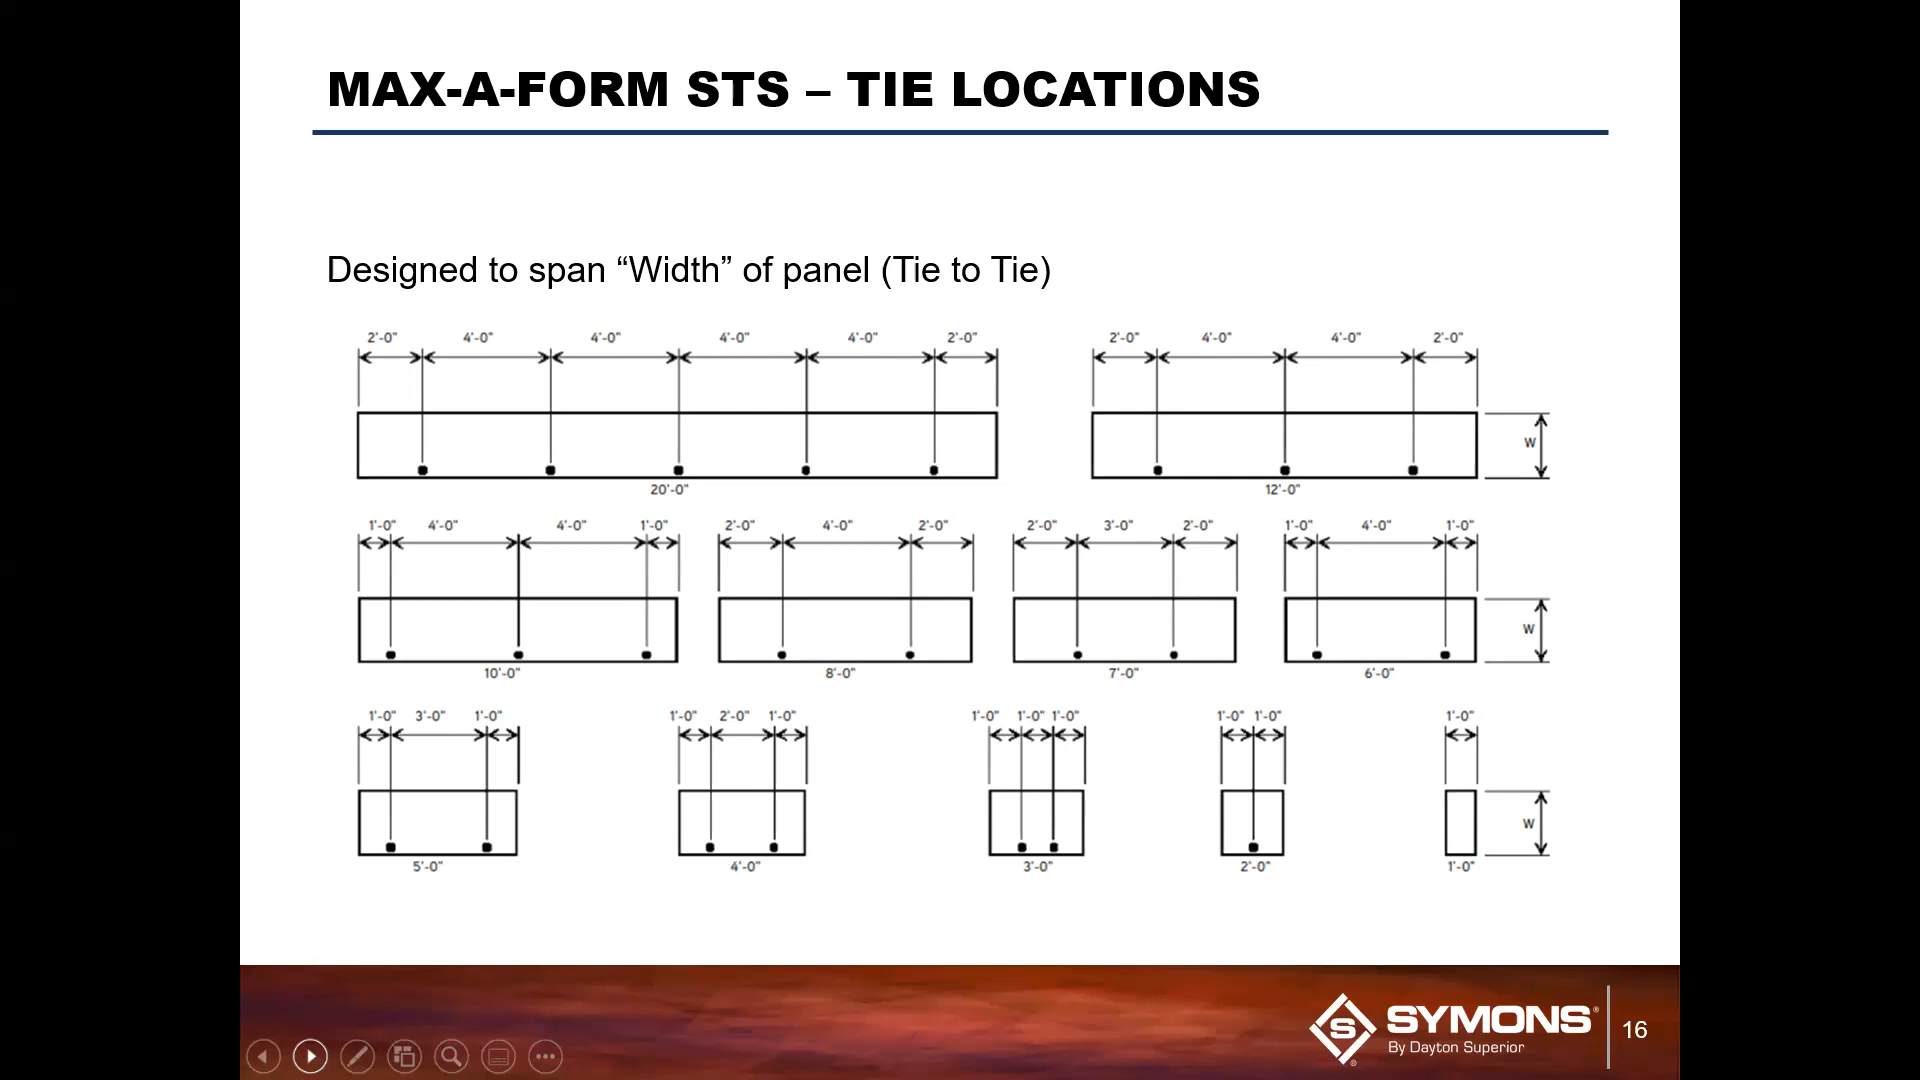 MAX-A-FORM STS – TIE LOCATIONS
Designed to span “Width” of panel (Tie to Tie)
2'-0" 4'-0" 4'-0" 4'-0" 4'-0" 2'-0" 2'-0" 4'-0" 4'-0" 2'-0"
W
20'-0" 12'-0"
1'-0" 4'-0" 4'-0" 1'-0" 2'-0" 4'-0" 2'-0" 2'-0" 3'-0" 2'-0" 1'-0" 4'-0" 1'-0"
W
10'-0" 8'-0" 7'-0" 6'-0"
1'-0" 3'-0" 1'-0" 1'-0" 2'-0" 1'-0" 1'-0" 1'-0" 1'-0" 1'-0" 1'-0" 1'-0"
W
5'-0" 4'-0" 3'-0" 2'-0" 1'-0"
S SYMONS® 16
By Dayton Superior
®